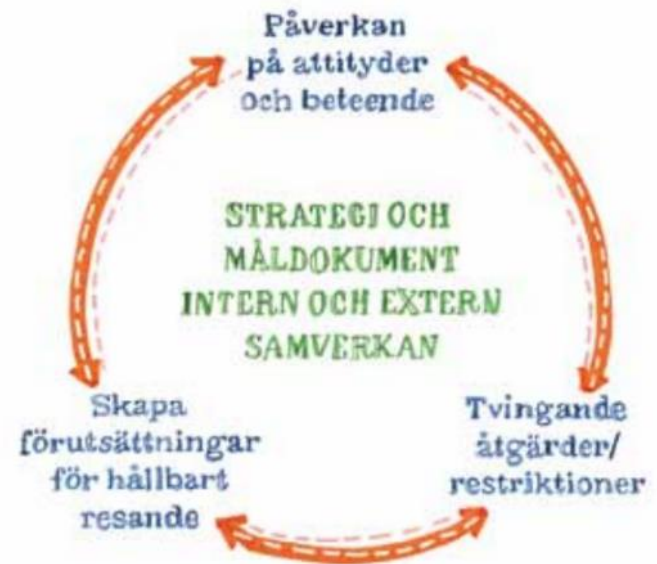 Påverkan
på attityder
och beteende
STRATEGI OCH
MÅLDOKUMENT
INTERN OCH EXTERN
SAMVERKAN
Skapa
förutsättningar
för hållbart
resande
Tvingande
åtgärder/
restriktioner